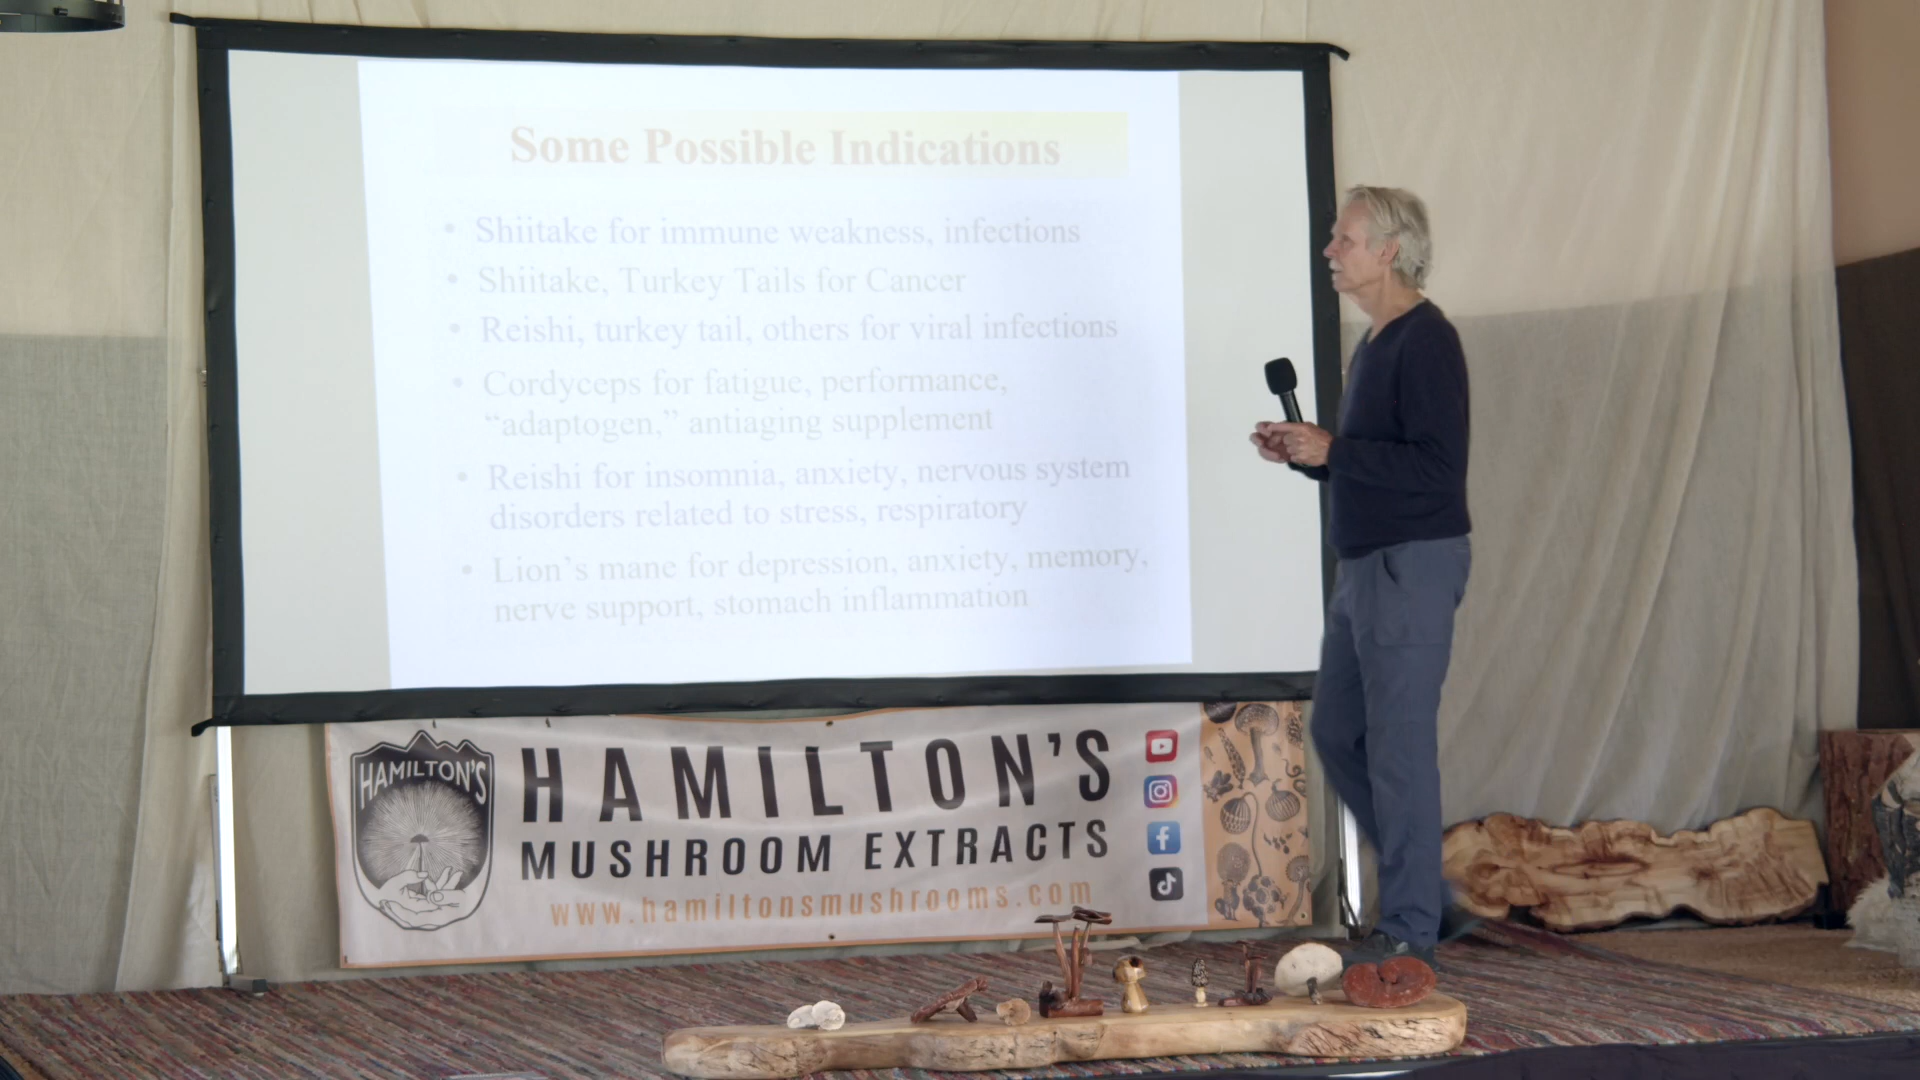 Some Possible Indications
• Shiitake for immune weakness, infections
• Shiitake, Turkey Tails for Cancer
• Reishi, turkey tail, others for viral infections
• Cordyceps for fatigue, performance,
“adaptogen,” antiaging supplement
• Reishi for insomnia, anxiety, nervous system
disorders related to stress, respiratory
• Lion’s mane for depression, anxiety, memory,
nerve support, stomach inflammation
HAMILTON'S
HAMILTON'S
MUSHROOM EXTRACTS
www.hamiltonsmushrooms.com